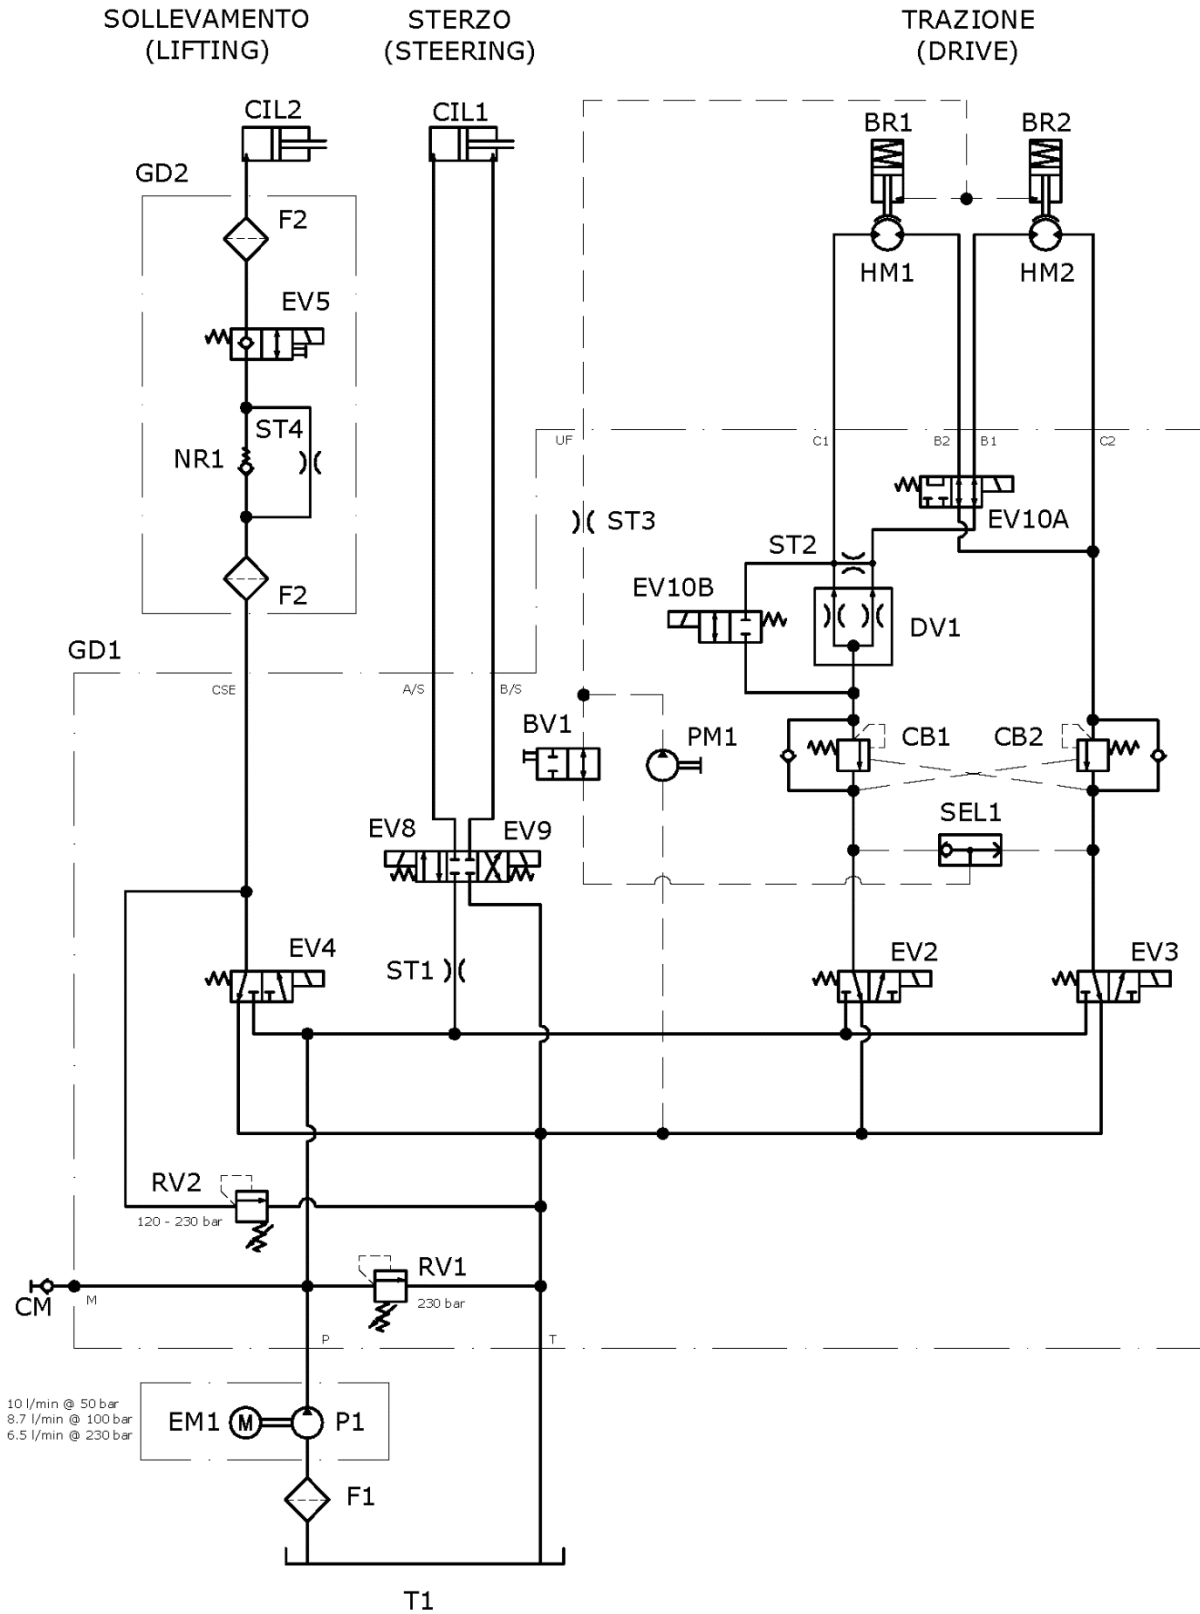 SOLLEVAMENTO
(LIFTING)
STERZO
(STEERING)
TRAZIONE
(DRIVE)
CIL2
CIL1
BR1
BR2
GD2
F2
HM1
HM2
EV5
ST4
NR1
UF
C1
B2
B1
C2
EV10A
ST3
ST2
EV10B
F2
DV1
GD1
CSE
A/S
B/S
BV1
PM1
CB1
CB2
SEL1
EV8
EV9
EV4
ST1
EV2
EV3
RV2
120 - 230 bar
RV1
230 bar
CM
M
P
T
10 l/min @ 50 bar
8.7 l/min @ 100 bar
6.5 l/min @ 230 bar
EM1
M
P1
F1
T1